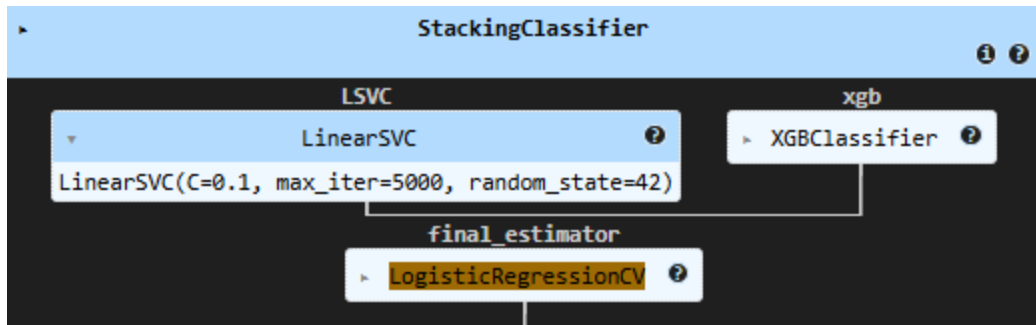 StackingClassifier
LSVC
LinearSVC
LinearSVC(C=0.1, max_iter=5000, random_state=42)
xgb
XGBClassifier
final_estimator
LogisticRegressionCV